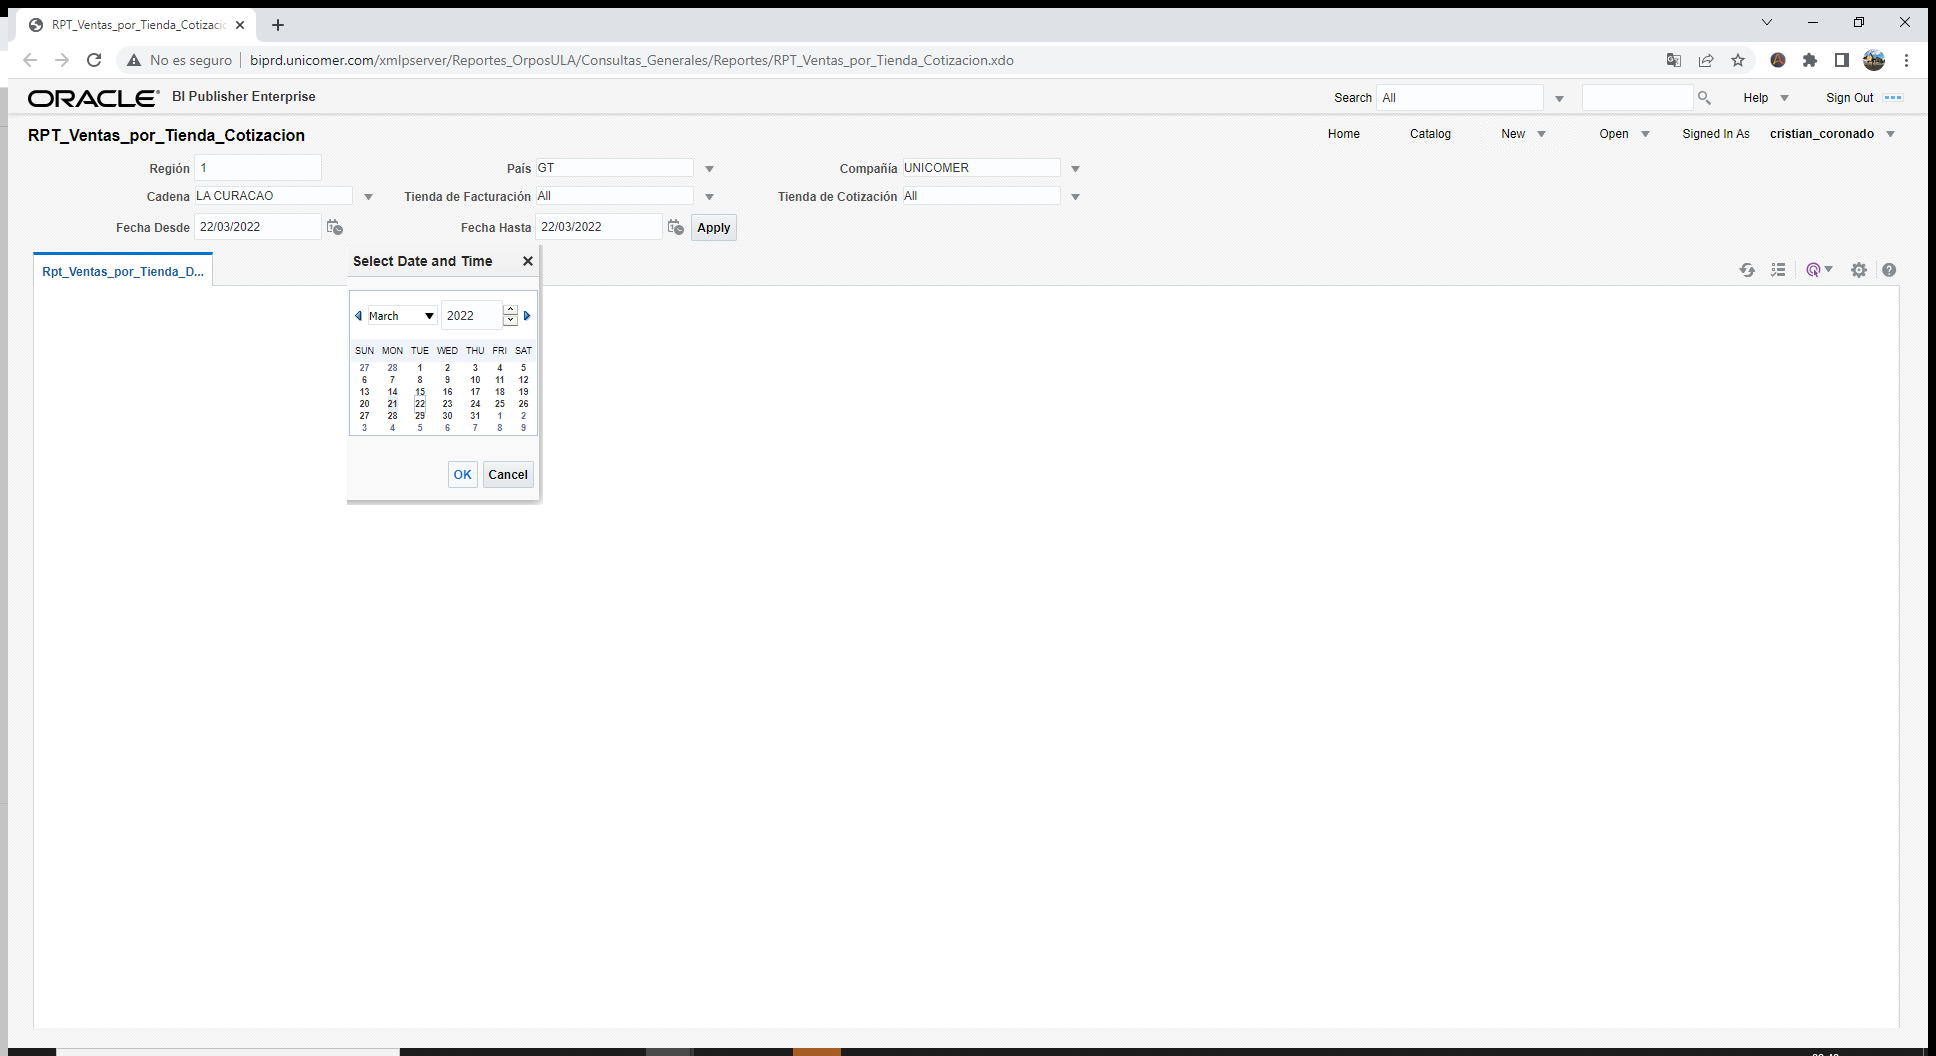 RPT_Ventas_por_Tienda_Cotizaci
No es seguro biprd.unicomer.com/xmlpserver/Reportes_OrposULA/Consultas_Generales/Reportes/RPT_Ventas_por_Tienda_Cotizacion.xdo
ORACLE® BI Publisher Enterprise Search All Help Sign Out
RPT_Ventas_por_Tienda_Cotizacion Home Catalog New Open Signed In As cristian_coronado
Región 1 País GT Compañía UNICOMER
Cadena LA CURACAO Tienda de Facturación All Tienda de Cotización All
Fecha Desde 22/03/2022 Fecha Hasta 22/03/2022 Apply
Rpt_Ventas_por_Tienda_D...
Select Date and Time
March 2022
SUN MON TUE WED THU FRI SAT
27 28 1 2 3 4 5
6 7 8 9 10 11 12
13 14 15 16 17 18 19
20 21 22 23 24 25 26
27 28 29 30 31 1 2
3 4 5 6 7 8 9
OK Cancel